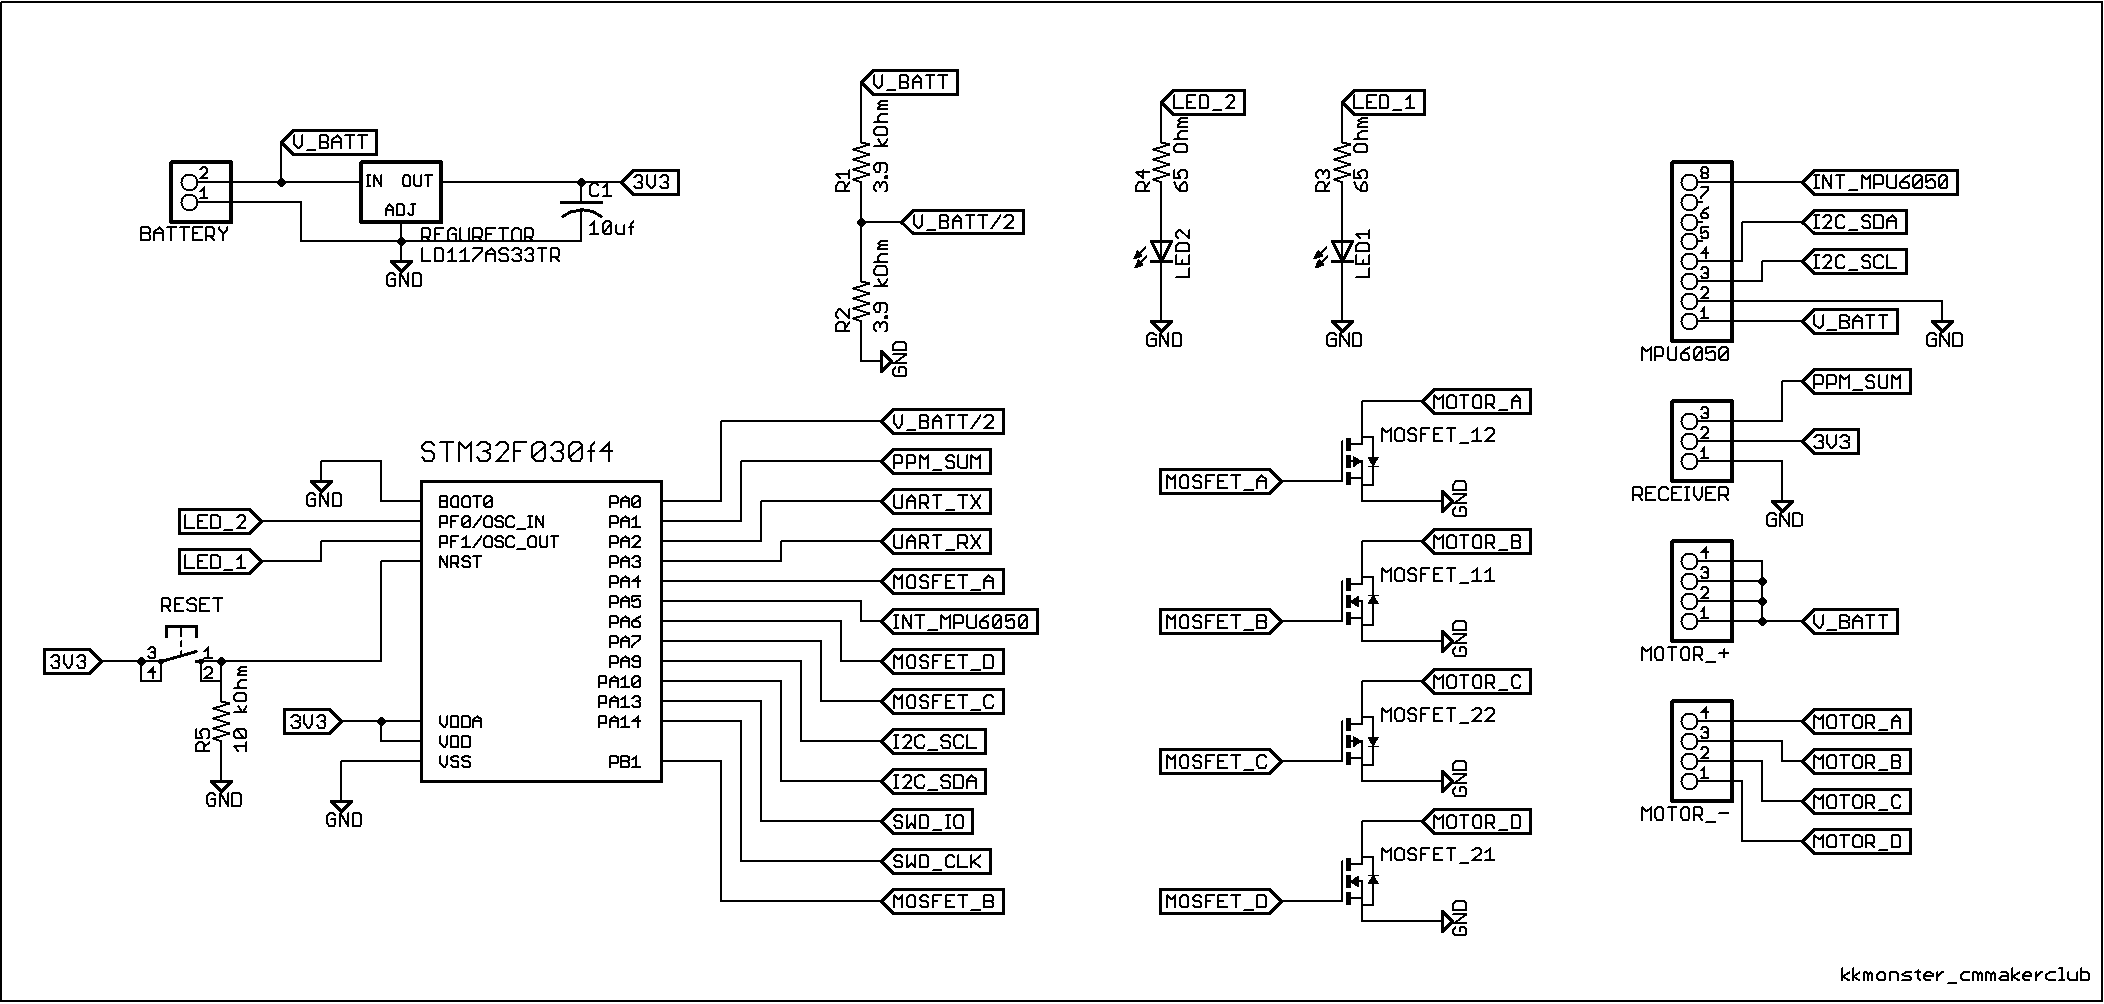 V_BATT
2
1
BATTERY
IN OUT
ADJ
REGURETOR
LD117AS33TR
GND
C1
10uf
3V3
V_BATT
R1
3.9 kOhm
V_BATT/2
R2
3.9 kOhm
GND
LED_2
R4
65 Ohm
LED2
GND
LED_1
R3
65 Ohm
LED1
GND
8
7
6
5
4
3
2
1
MPU6050
INT_MPU6050
I2C_SDA
I2C_SCL
V_BATT
GND
STM32F030f4
GND
LED_2
LED_1
RESET
3V3
3
4
1
2
R5
10 kOhm
GND
3V3
GND
BOOT0
PF0/OSC_IN
PF1/OSC_OUT
NRST
VDDA
VDD
VSS
PA0
PA1
PA2
PA3
PA4
PA5
PA6
PA7
PA9
PA10
PA13
PA14
PB1
V_BATT/2
PPM_SUM
UART_TX
UART_RX
MOSFET_A
INT_MPU6050
MOSFET_D
MOSFET_C
I2C_SCL
I2C_SDA
SWD_IO
SWD_CLK
MOSFET_B
MOTOR_A
MOSFET_12
MOSFET_A
GND
MOTOR_B
MOSFET_11
MOSFET_B
GND
MOTOR_C
MOSFET_22
MOSFET_C
GND
MOTOR_D
MOSFET_21
MOSFET_D
GND
PPM_SUM
3
2
1
3V3
RECEIVER
GND
4
3
2
1
V_BATT
MOTOR_+
4
3
2
1
MOTOR_-
MOTOR_A
MOTOR_B
MOTOR_C
MOTOR_D
kkmonster_cmmakerclub